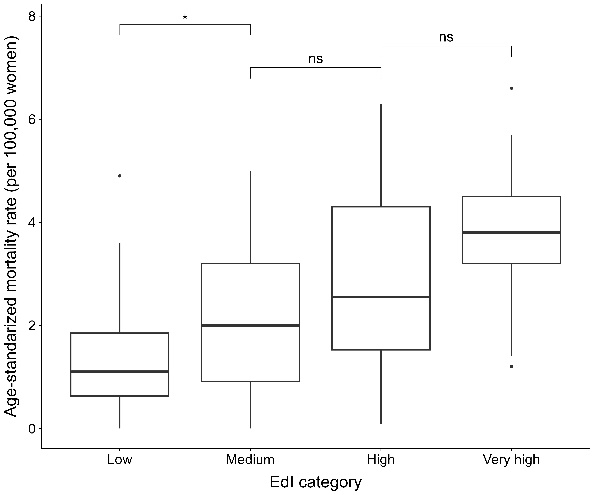 Age-standarized mortality rate (per 100,000 women)
8
6
4
2
0
*
ns
ns
Low
Medium
High
Very high
EdI category